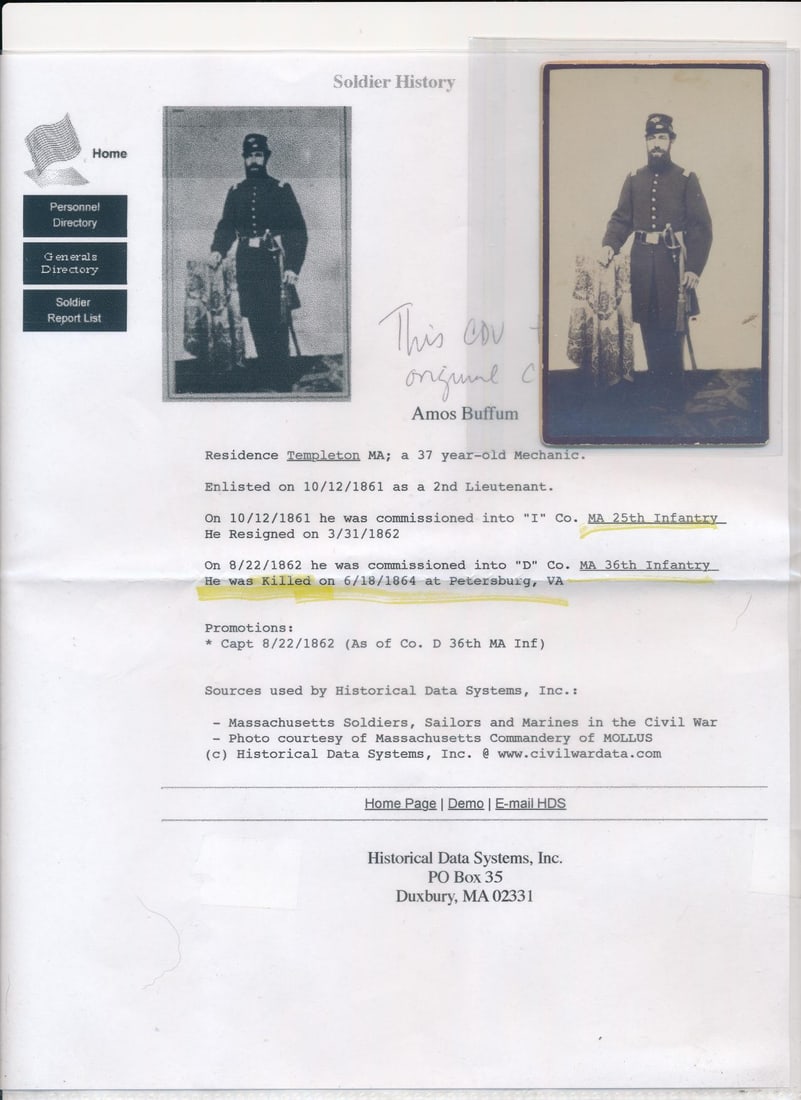 Soldier History
Home
Personnel
Directory
Generals
Directory
Soldier
Report List
This CDV
original
Amos Buffum
Residence Templeton MA; a 37 year-old Mechanic.
Enlisted on 10/12/1861 as a 2nd Lieutenant.
On 10/12/1861 he was commissioned into "I" Co. MA 25th Infantry
He Resigned on 3/31/1862
On 8/22/1862 he was commissioned into "D" Co. MA 36th Infantry
He was Killed on 6/18/1864 at Petersburg, VA
Promotions:
* Capt 8/22/1862 (As of Co. D 36th MA Inf)
Sources used by Historical Data Systems, Inc.:
- Massachusetts Soldiers, Sailors and Marines in the Civil War
- Photo courtesy of Massachusetts Commandery of MOLLUS
(c) Historical Data Systems, Inc. @ www.civilwardata.com
Home Page | Demo | E-mail HDS
Historical Data Systems, Inc.
PO Box 35
Duxbury, MA 02331